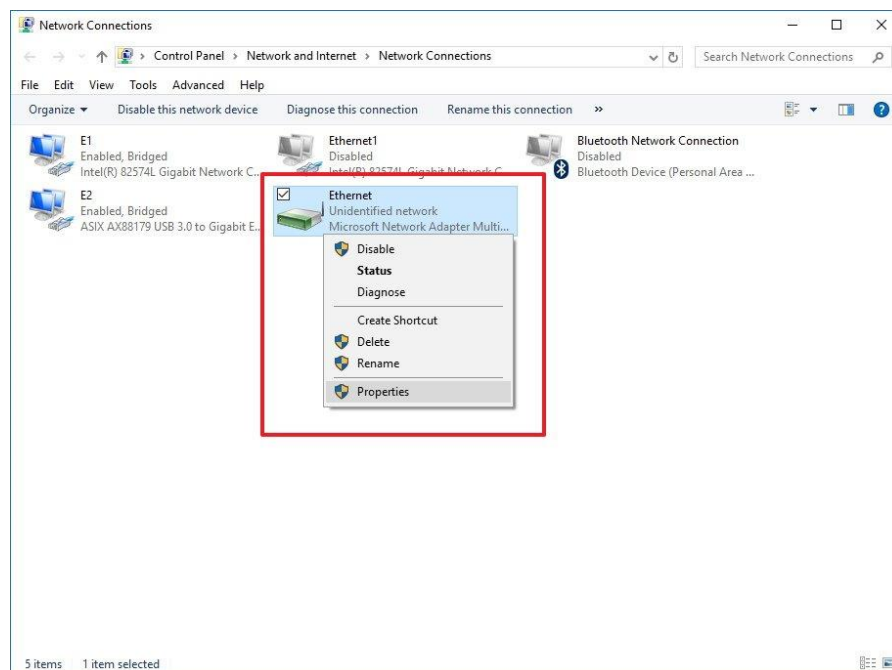 Network Connections
Control Panel > Network and Internet > Network Connections
Search Network Connections
File Edit View Tools Advanced Help
Organize Disable this network device Diagnose this connection Rename this connection »
E1
Enabled, Bridged
Intel(R) 82574L Gigabit Network C...
Ethernet1
Disabled
Intel(R) 82574L Gigabit Network C...
Bluetooth Network Connection
Disabled
Bluetooth Device (Personal Area ...
E2
Enabled, Bridged
ASIX AX88179 USB 3.0 to Gigabit E...
Ethernet
Unidentified network
Microsoft Network Adapter Multi...
Disable
Status
Diagnose
Create Shortcut
Delete
Rename
Properties
5 items 1 item selected